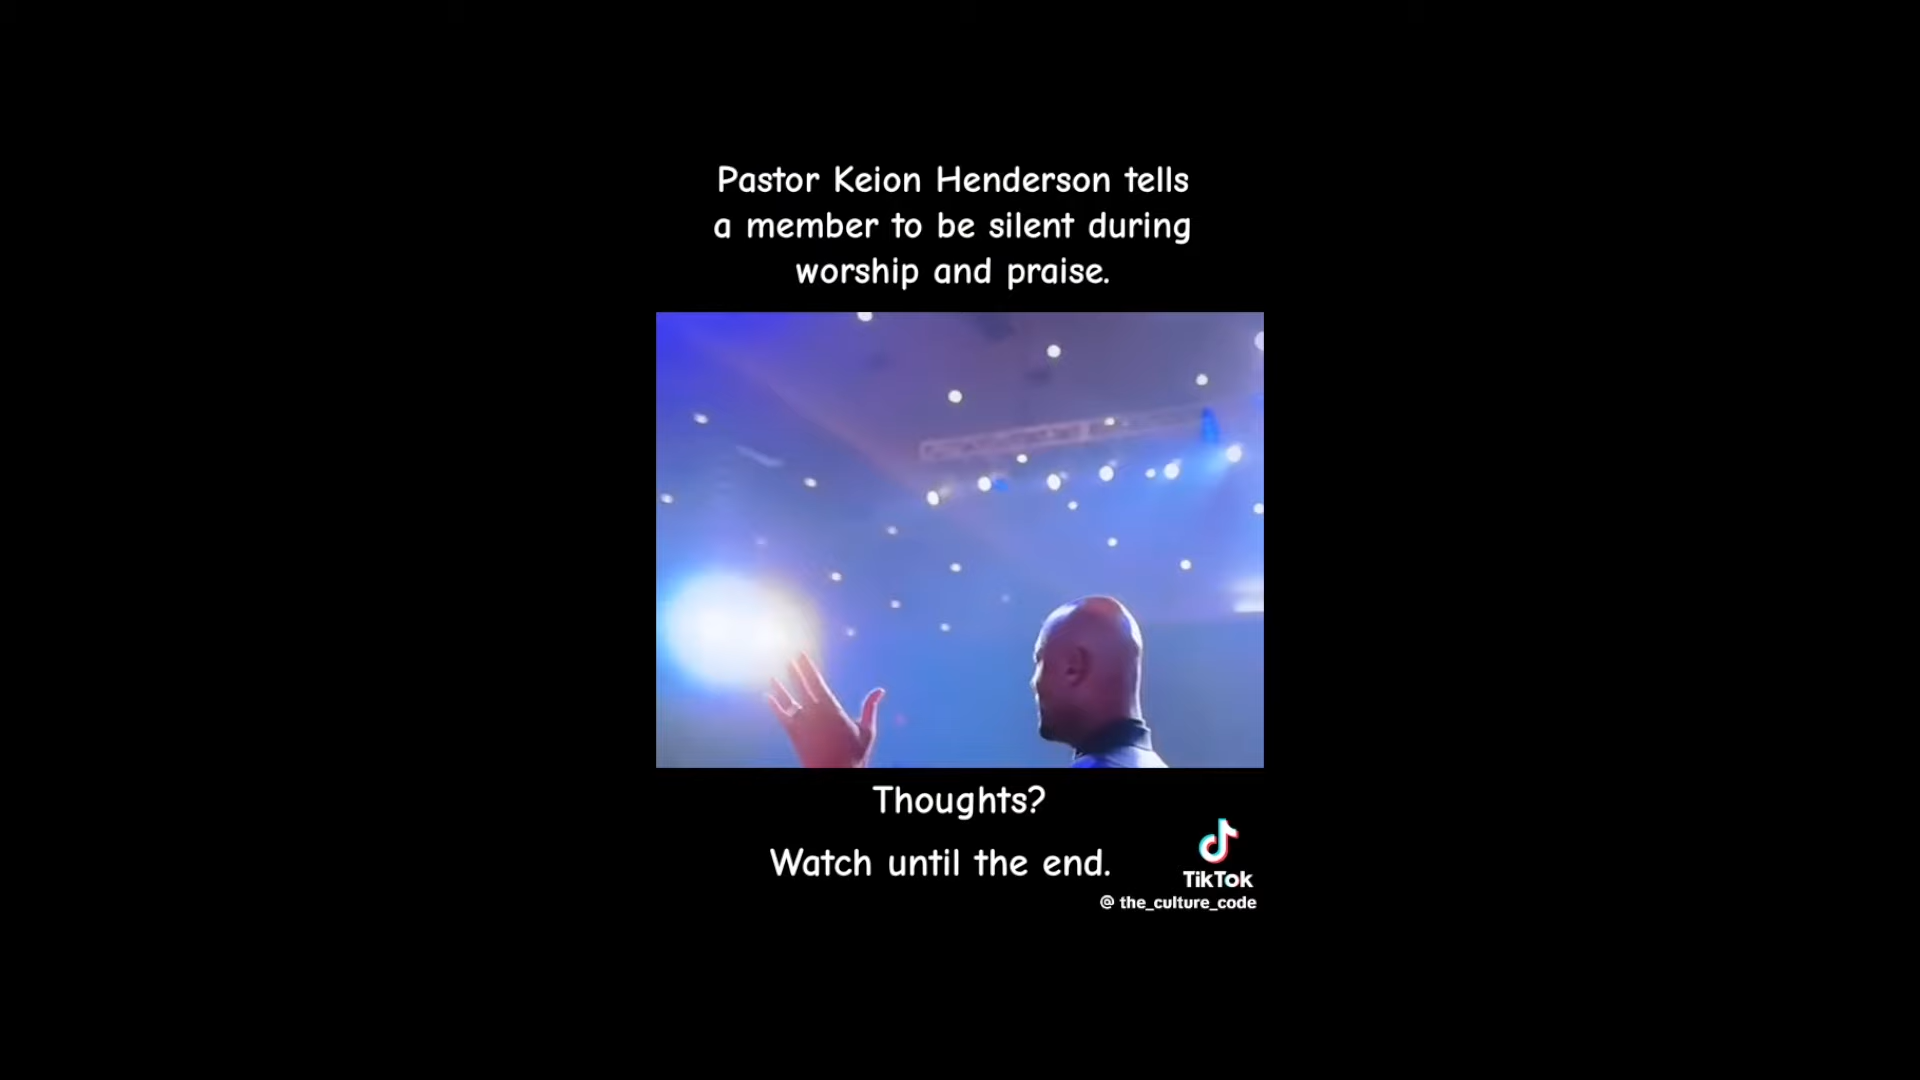 Pastor Keion Henderson tells
a member to be silent during
worship and praise.
Thoughts?
Watch until the end.
TikTok
@ the_culture_code